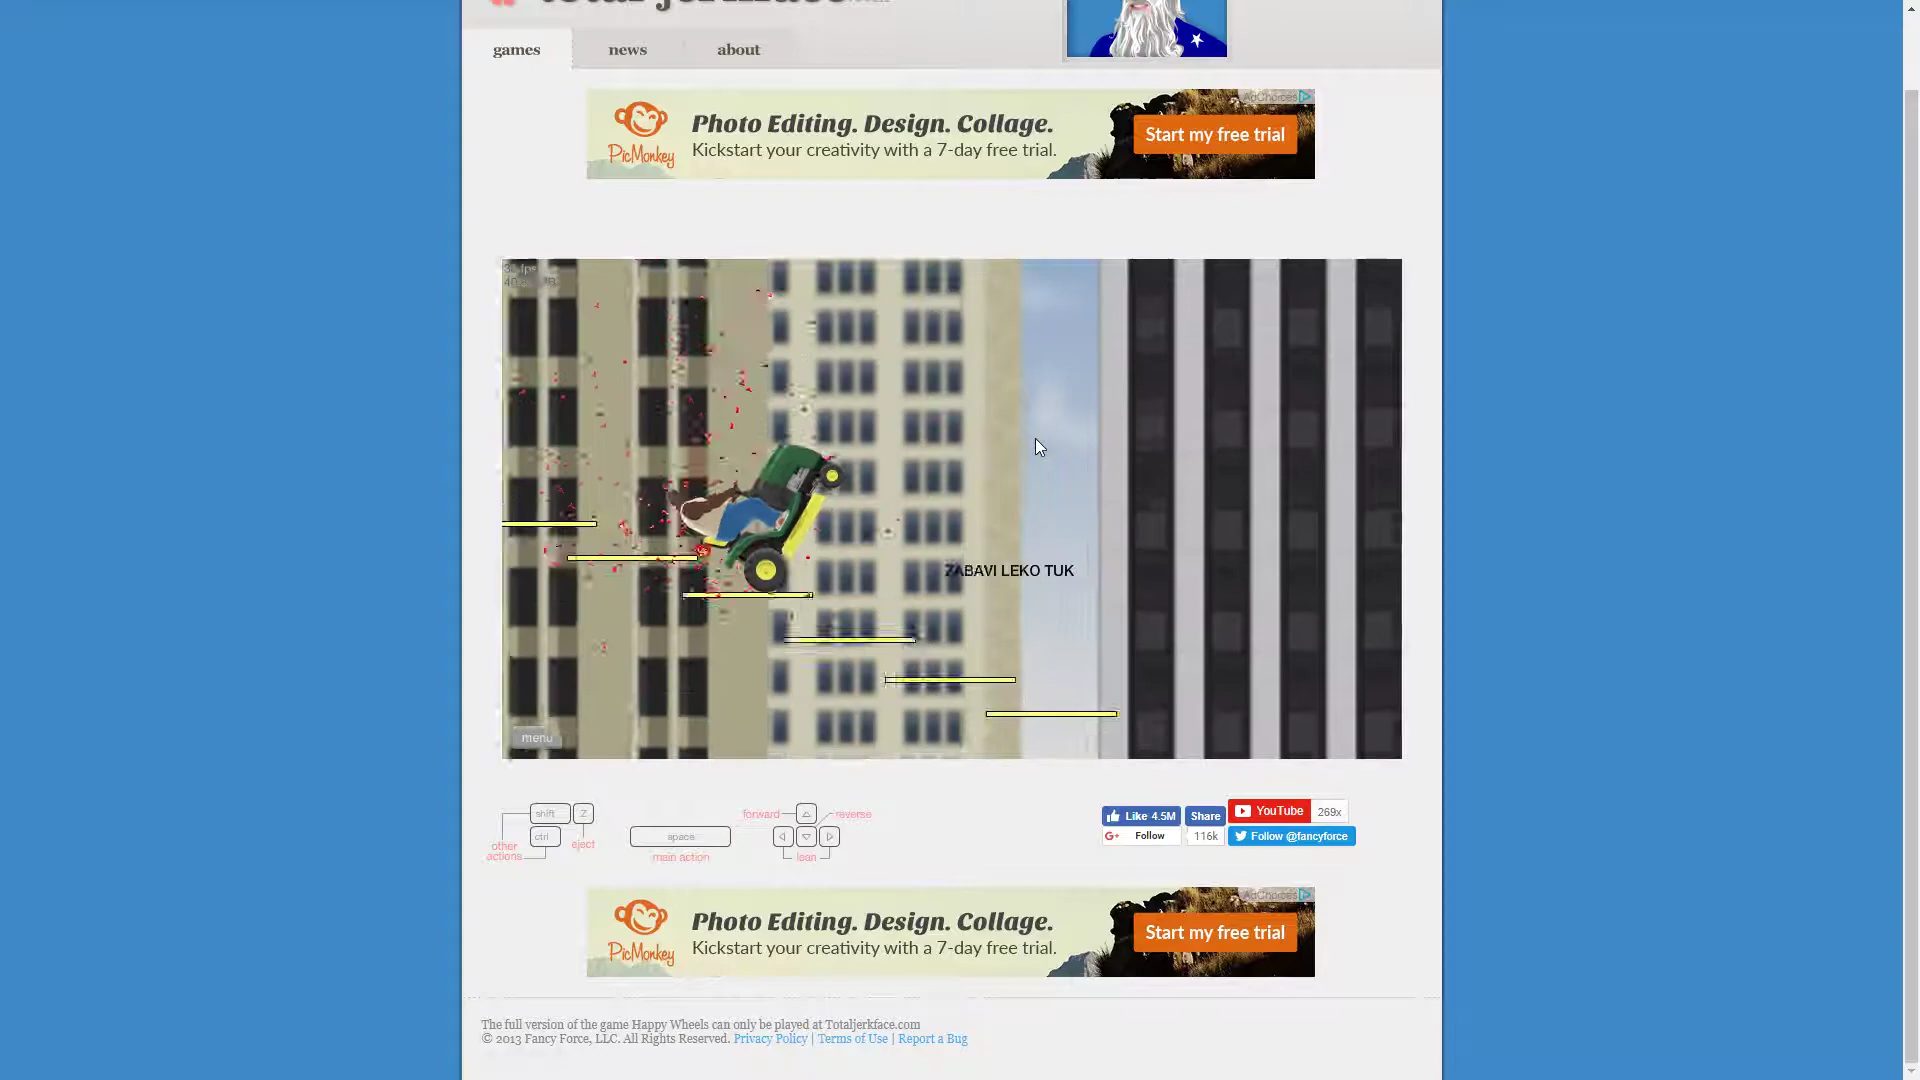 games
news
about
AdChoices
Photo Editing. Design. Collage.
Kickstart your creativity with a 7-day free trial.
PicMonkey
Start my free trial
ZABAVI LEKO TUK
menu
shift
Z
ctrl
other
actions
eject
space
main action
forward
reverse
lean
Like 4.5M
Share
YouTube
269x
G+
Follow
116k
Follow @fancyforce
AdChoices
Photo Editing. Design. Collage.
Kickstart your creativity with a 7-day free trial.
PicMonkey
Start my free trial
The full version of the game Happy Wheels can only be played at Totaljerkface.com
© 2013 Fancy Force, LLC. All Rights Reserved. Privacy Policy | Terms of Use | Report a Bug